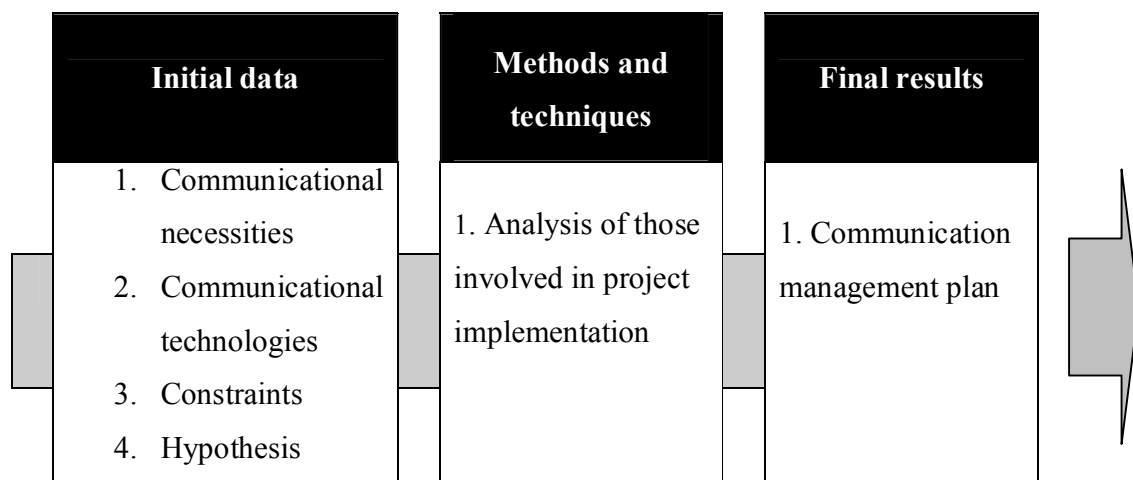 Initial data
1. Communicational
necessities
2. Communicational
technologies
3. Constraints
4. Hypothesis
Methods and
techniques
1. Analysis of those
involved in project
implementation
Final results
1. Communication
management plan